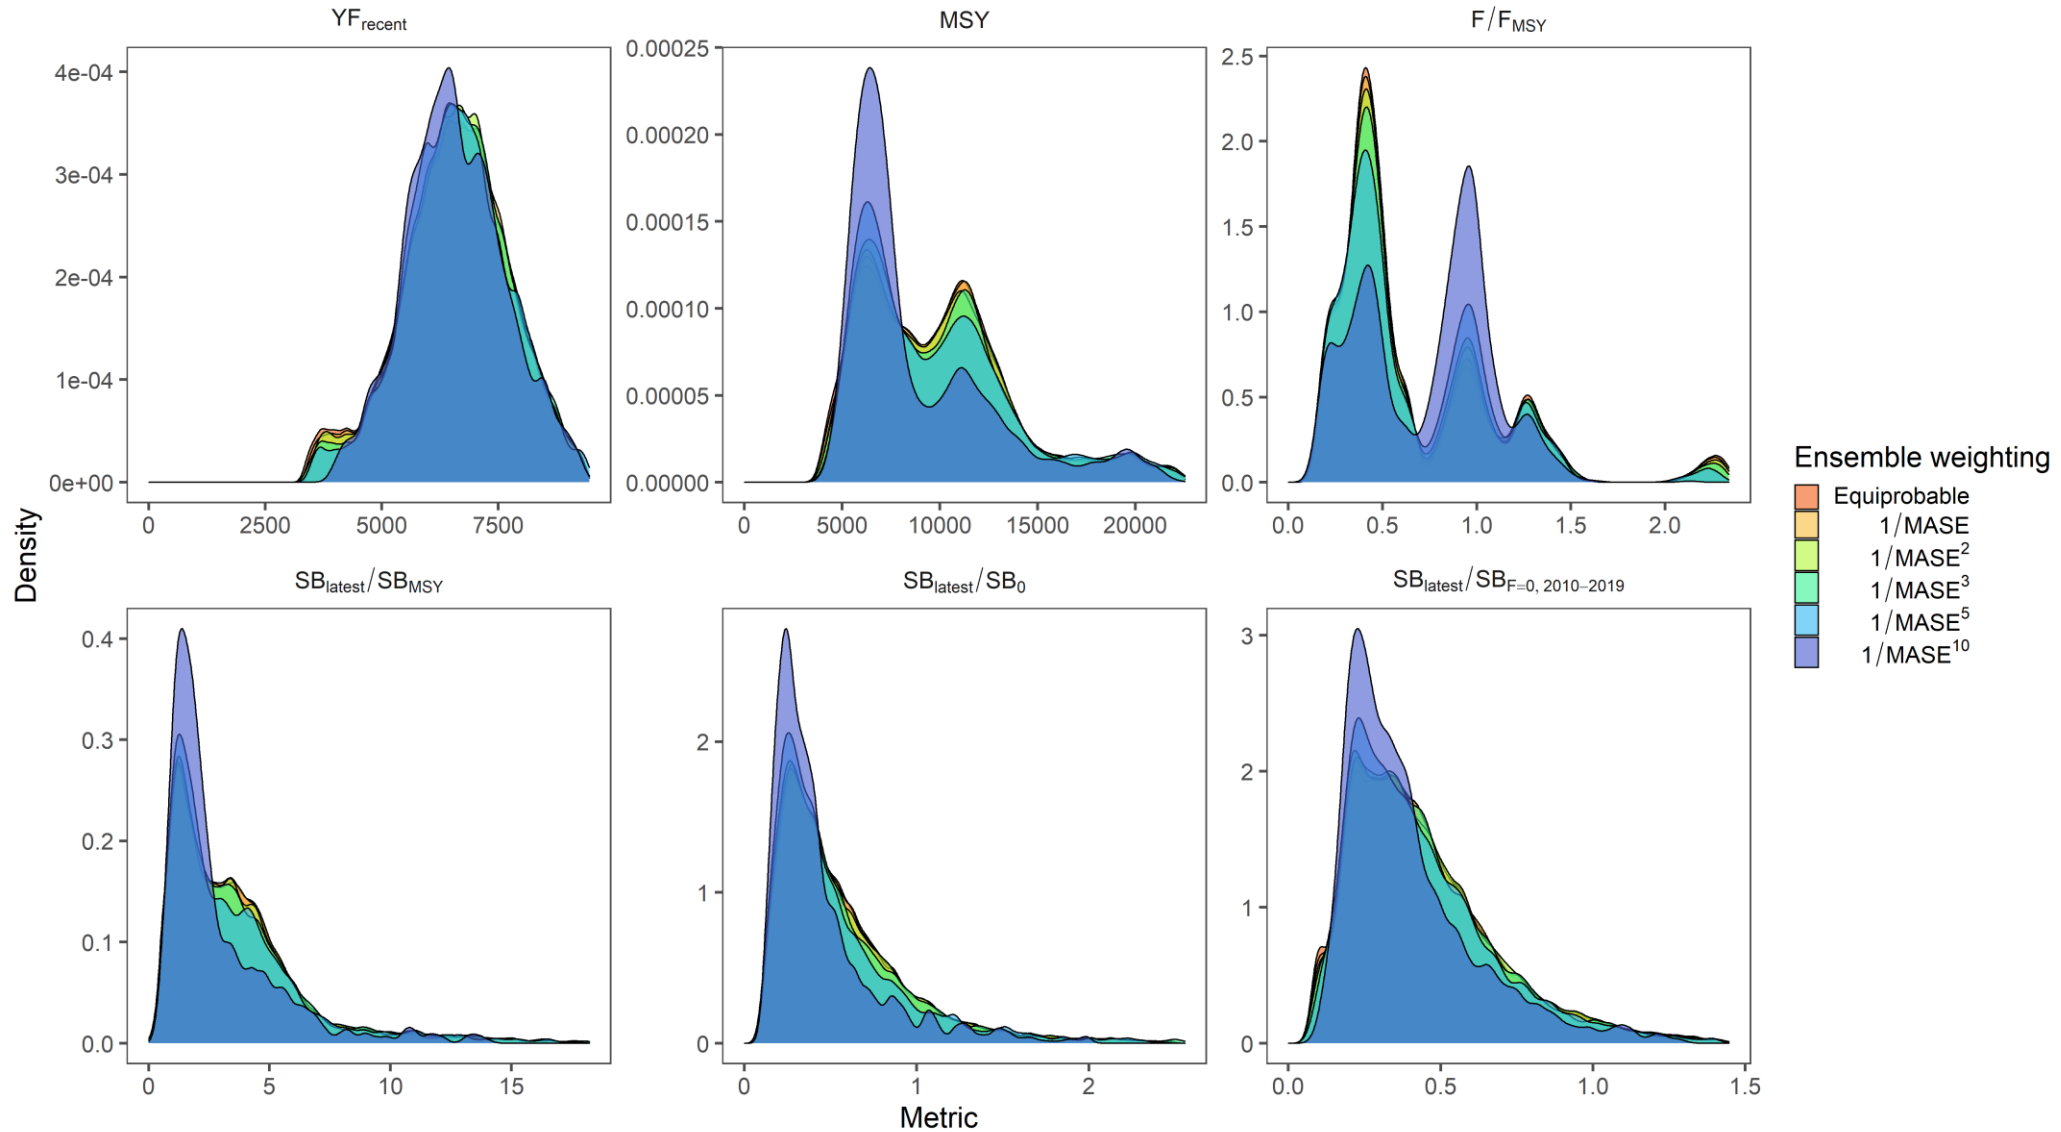 YFrecent
MSY
F/FMSY
4e-04
3e-04
2e-04
1e-04
0e+00
0
2500
5000
7500
0.00025
0.00020
0.00015
0.00010
0.00005
0.00000
0
5000
10000
15000
20000
2.5
2.0
1.5
1.0
0.5
0.0
0.0
0.5
1.0
1.5
2.0
Density
SBlatest/SBMSY
SBlatest/SB0
SBlatest/SBF=0, 2010–2019
0.4
0.3
0.2
0.1
0.0
0
5
10
15
2
1
0
0
1
2
3
2
1
0
0.0
0.5
1.0
1.5
Metric
Ensemble weighting
Equiprobable
1/MASE
1/MASE²
1/MASE³
1/MASE⁵
1/MASE¹⁰